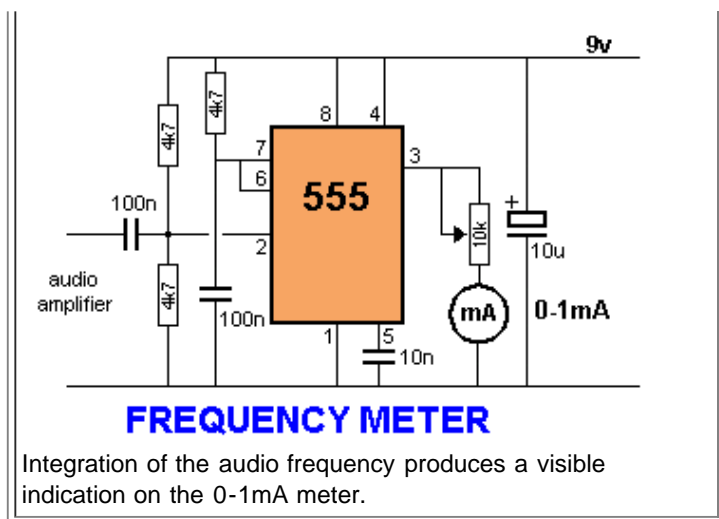 9v
4k7
4k7
8
4
7
6
3
555
100n
2
10k
+
10u
audio
amplifier
4k7
100n
mA
0-1mA
1
5
10n
FREQUENCY METER
Integration of the audio frequency produces a visible
indication on the 0-1mA meter.